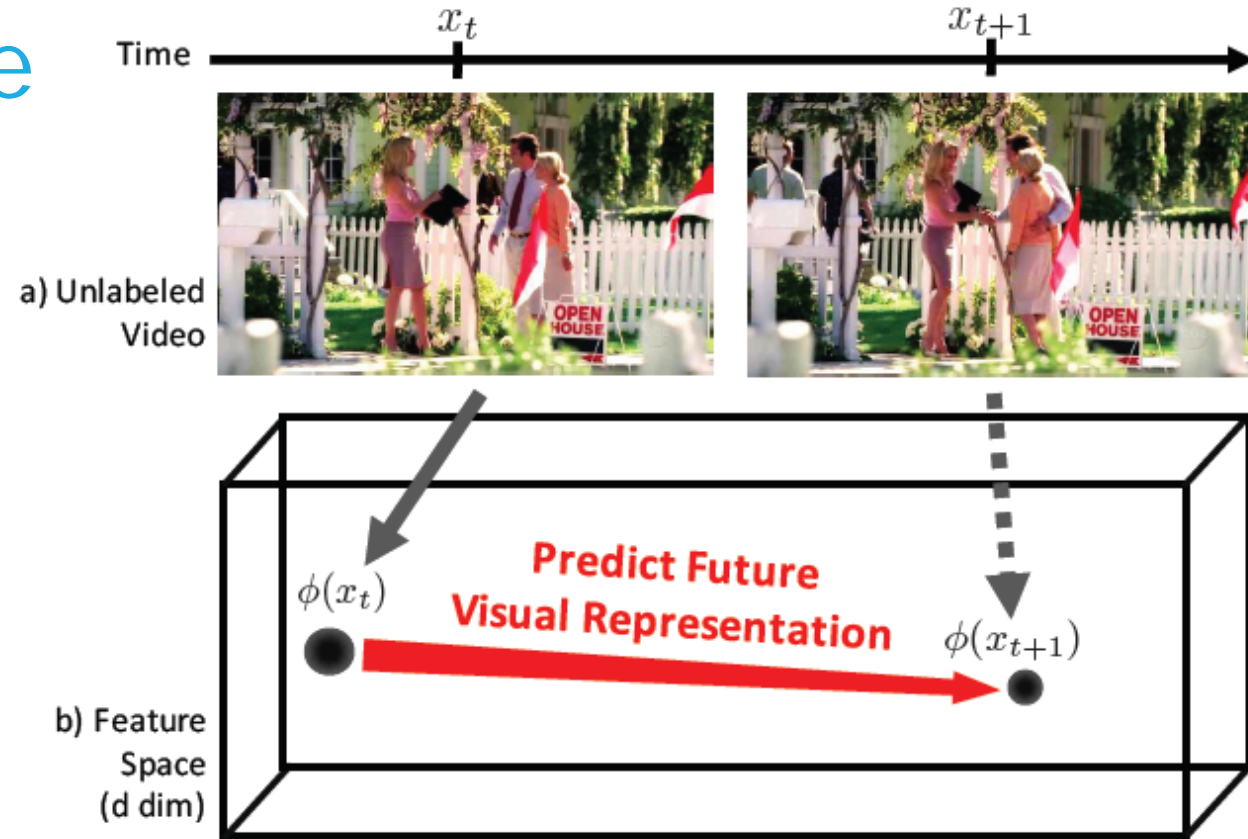 e
x_t
x_{t+1}
Time
a) Unlabeled
Video
OPEN
HOUSE
OPEN
HOUSE
Predict Future
Visual Representation
ϕ(x_t)
ϕ(x_{t+1})
b) Feature
Space
(d dim)